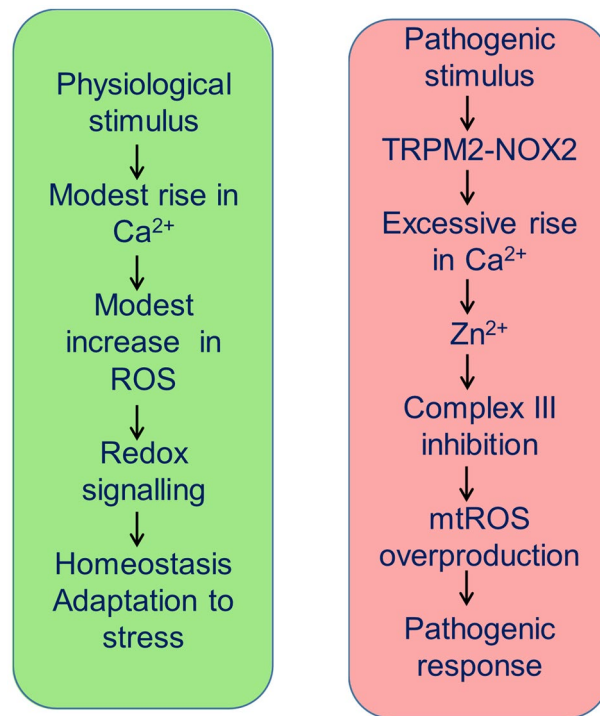 Physiological
stimulus
Modest rise in
Ca²⁺
Modest
increase in
ROS
Redox
signalling
Homeostasis
Adaptation to
stress
Pathogenic
stimulus
TRPM2-NOX2
Excessive rise
in Ca²⁺
Zn²⁺
Complex III
inhibition
mtROS
overproduction
Pathogenic
response